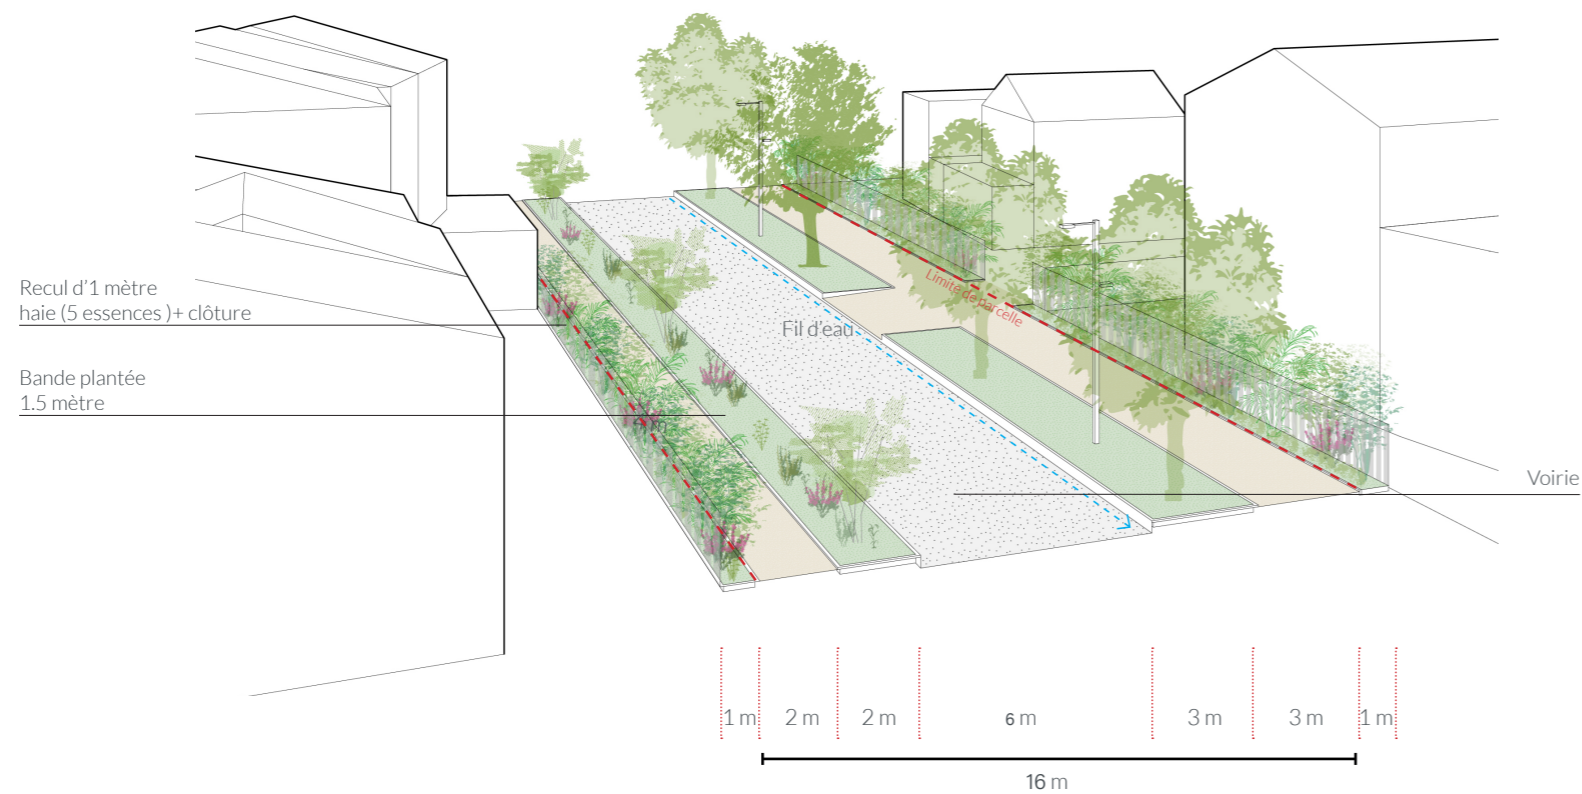 Recul d'1 mètre
haie (5 essences )+ clôture
Bande plantée
1.5 mètre
Fil d'eau
Limite de parcelle
Voirie
1 m
2 m
2 m
6 m
3 m
3 m
1 m
16 m